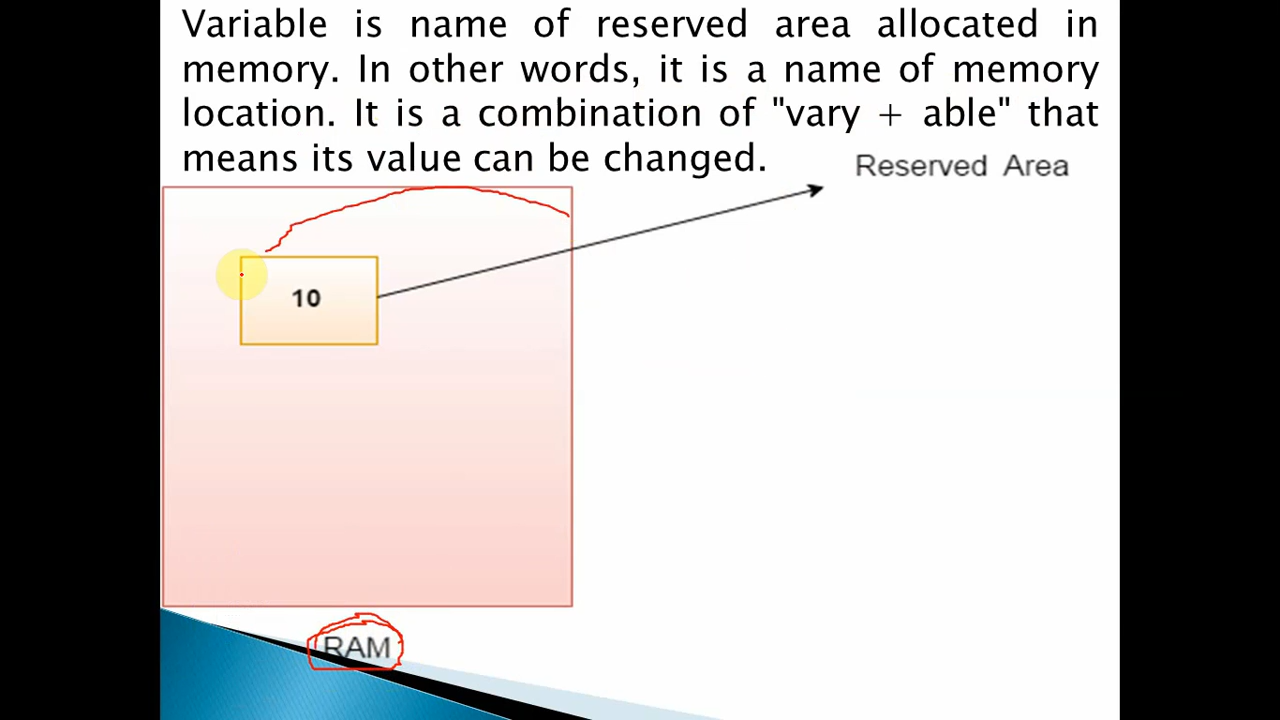 Variable is name of reserved area allocated in
memory. In other words, it is a name of memory
location. It is a combination of "vary + able" that
means its value can be changed.
Reserved Area
10
RAM